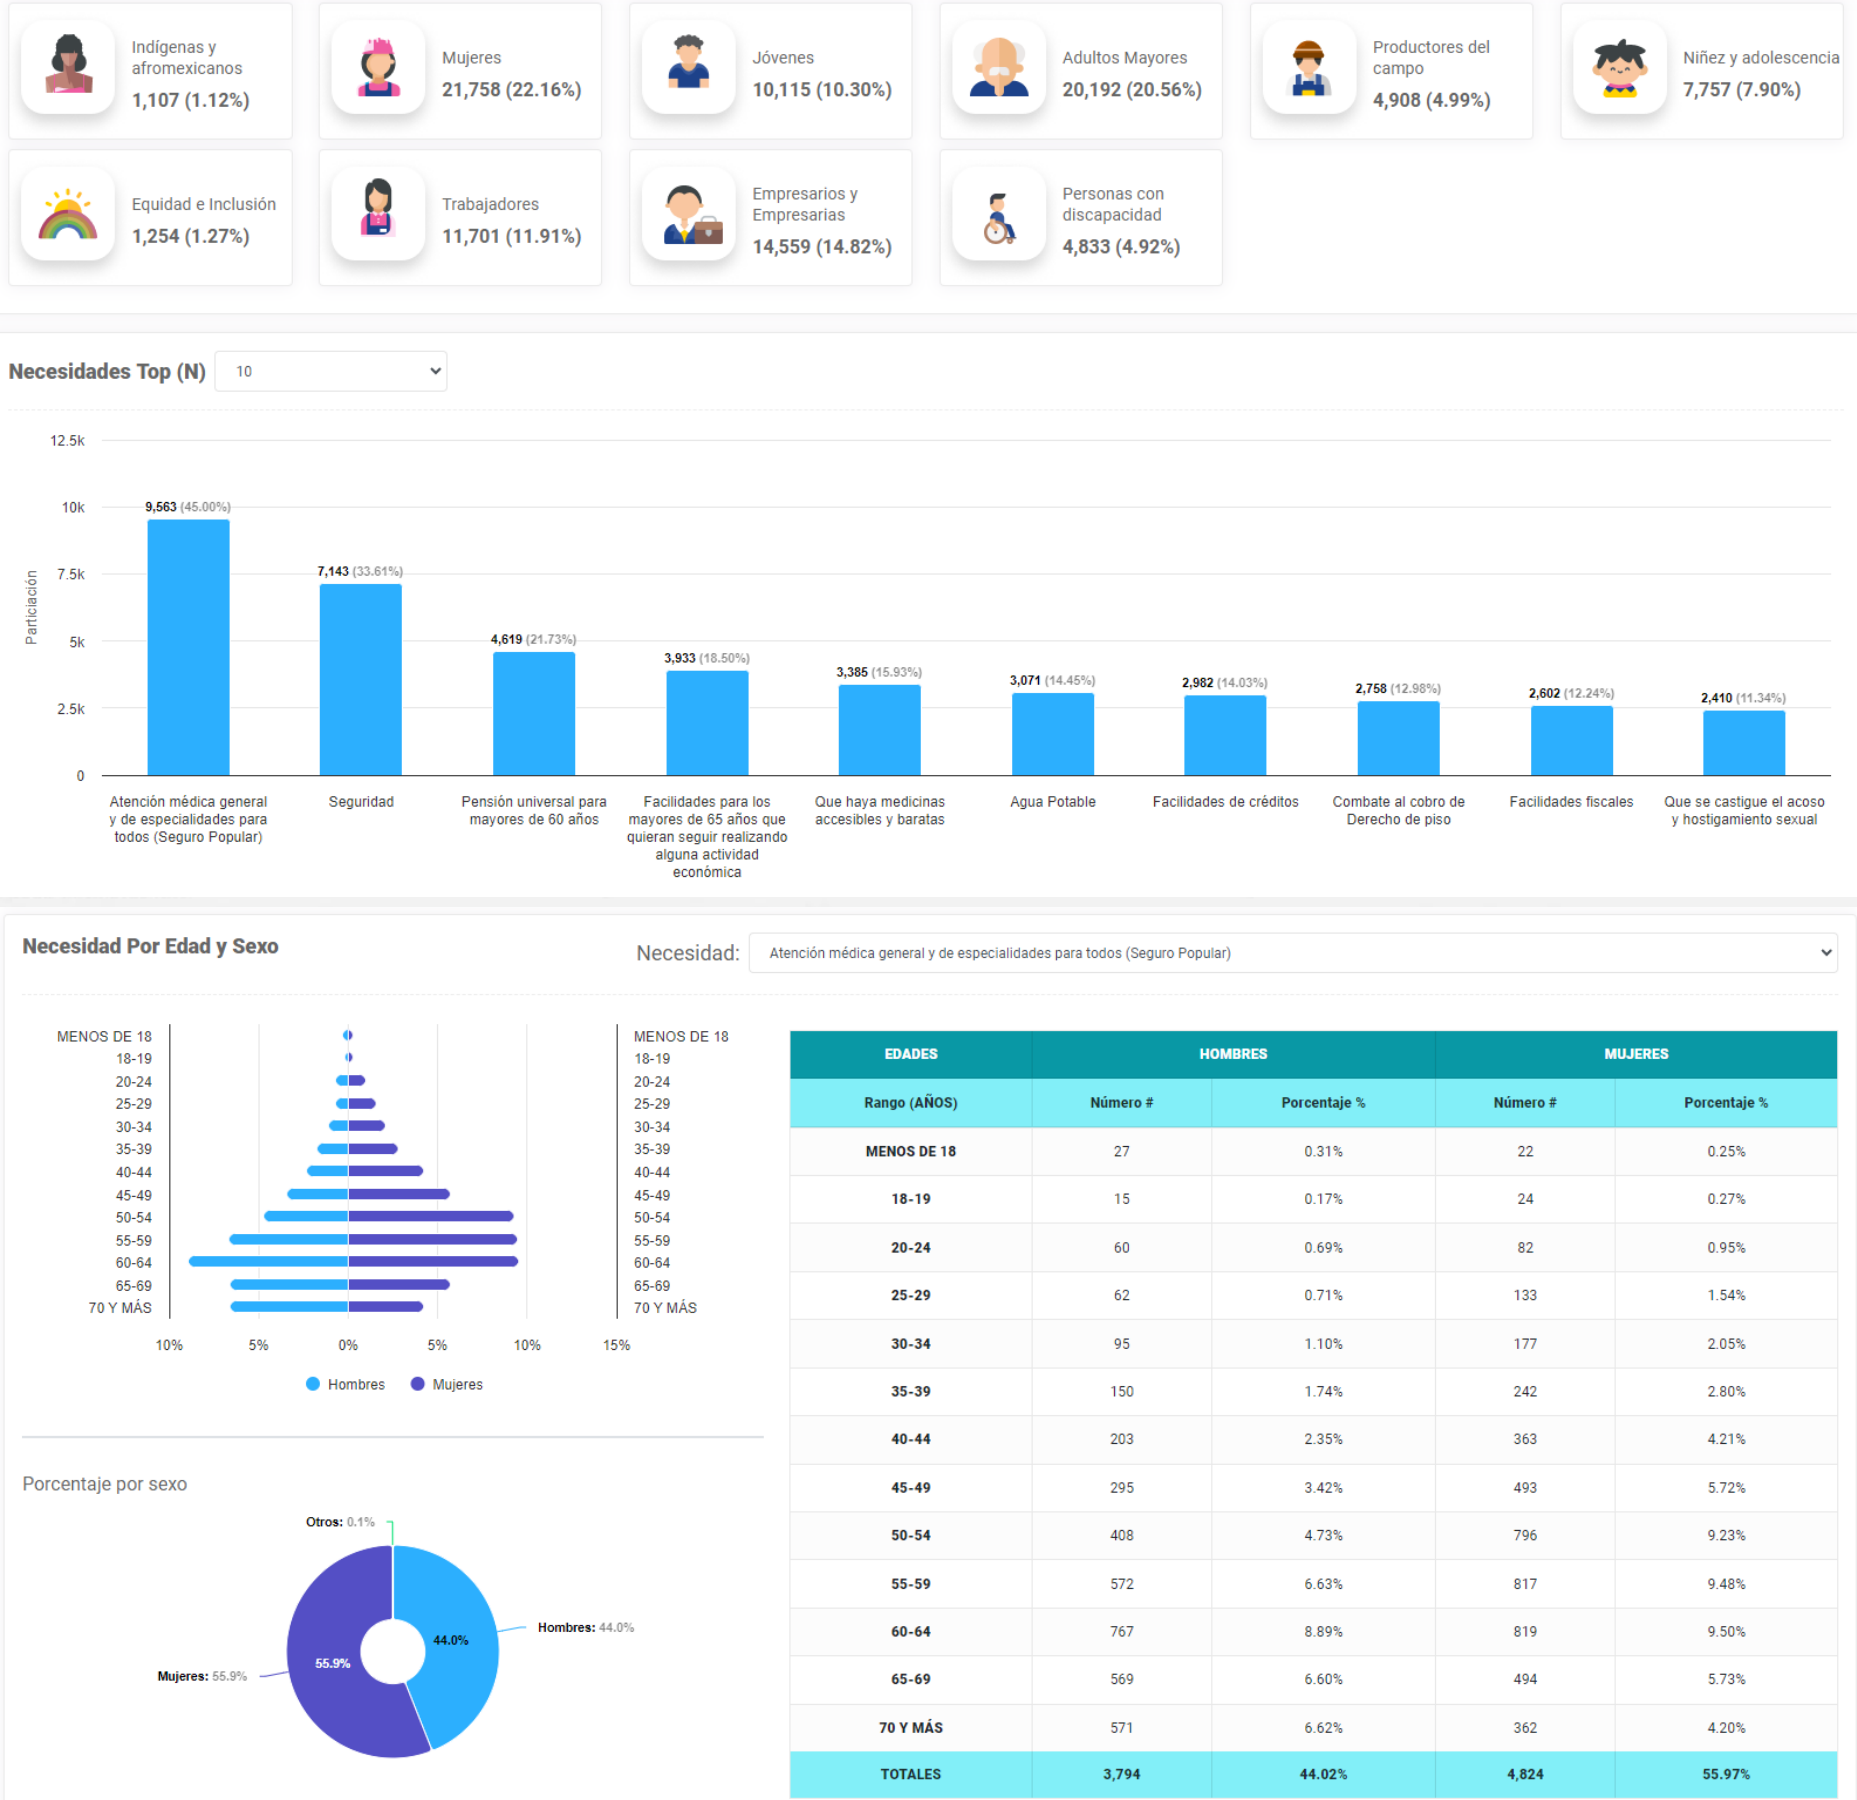 Indígenas y
afromexicanos
1,107 (1.12%)
Mujeres
21,758 (22.16%)
Jóvenes
10,115 (10.30%)
Adultos Mayores
20,192 (20.56%)
Productores del
campo
4,908 (4.99%)
Niñez y adolescencia
7,757 (7.90%)
Equidad e Inclusión
1,254 (1.27%)
Trabajadores
11,701 (11.91%)
Empresarios y
Empresarias
14,559 (14.82%)
Personas con
discapacidad
4,833 (4.92%)
Necesidades Top (N) 10
Particiación
12.5k
10k
7.5k
5k
2.5k
0
9,563 (45.00%)
7,143 (33.61%)
4,619 (21.73%)
3,933 (18.50%)
3,385 (15.93%)
3,071 (14.45%)
2,982 (14.03%)
2,758 (12.98%)
2,602 (12.24%)
2,410 (11.34%)
Atención médica general
y de especialidades para
todos (Seguro Popular)
Seguridad
Pensión universal para
mayores de 60 años
Facilidades para los
mayores de 65 años que
quieran seguir realizando
alguna actividad
económica
Que haya medicinas
accesibles y baratas
Agua Potable
Facilidades de créditos
Combate al cobro de
Derecho de piso
Facilidades fiscales
Que se castigue el acoso
y hostigamiento sexual
Necesidad Por Edad y Sexo
Necesidad: Atención médica general y de especialidades para todos (Seguro Popular)
MENOS DE 18 MENOS DE 18
18-19 18-19
20-24 20-24
25-29 25-29
30-34 30-34
35-39 35-39
40-44 40-44
45-49 45-49
50-54 50-54
55-59 55-59
60-64 60-64
65-69 65-69
70 Y MÁS 70 Y MÁS
10% 5% 0% 5% 10% 15%
Hombres Mujeres
Porcentaje por sexo
Otros: 0.1%
Hombres: 44.0%
44.0%
55.9%
Mujeres: 55.9%
EDADES HOMBRES MUJERES
Rango (AÑOS) Número # Porcentaje % Número # Porcentaje %
MENOS DE 18 27 0.31% 22 0.25%
18-19 15 0.17% 24 0.27%
20-24 60 0.69% 82 0.95%
25-29 62 0.71% 133 1.54%
30-34 95 1.10% 177 2.05%
35-39 150 1.74% 242 2.80%
40-44 203 2.35% 363 4.21%
45-49 295 3.42% 493 5.72%
50-54 408 4.73% 796 9.23%
55-59 572 6.63% 817 9.48%
60-64 767 8.89% 819 9.50%
65-69 569 6.60% 494 5.73%
70 Y MÁS 571 6.62% 362 4.20%
TOTALES 3,794 44.02% 4,824 55.97%